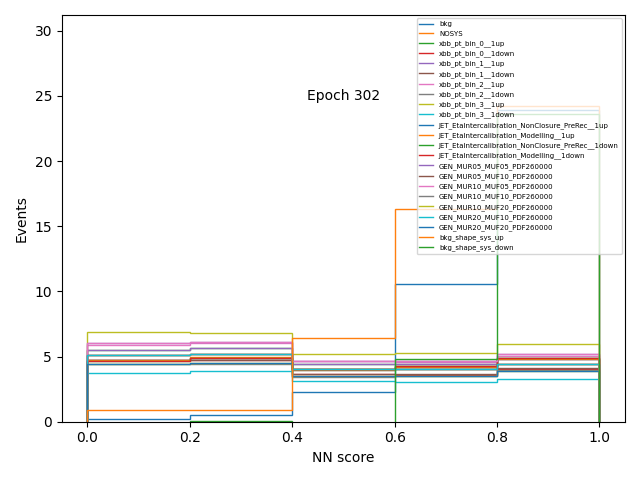 bkg
NOSYS
xbb_pt_bin_0__1up
xbb_pt_bin_0__1down
xbb_pt_bin_1__1up
xbb_pt_bin_1__1down
xbb_pt_bin_2__1up
xbb_pt_bin_2__1down
xbb_pt_bin_3__1up
xbb_pt_bin_3__1down
JET_EtaIntercalibration_NonClosure_PreRec__1up
JET_EtaIntercalibration_Modelling__1up
JET_EtaIntercalibration_NonClosure_PreRec__1down
JET_EtaIntercalibration_Modelling__1down
GEN_MUR05_MUF05_PDF260000
GEN_MUR05_MUF10_PDF260000
GEN_MUR10_MUF05_PDF260000
GEN_MUR10_MUF10_PDF260000
GEN_MUR10_MUF20_PDF260000
GEN_MUR20_MUF10_PDF260000
GEN_MUR20_MUF20_PDF260000
bkg_shape_sys_up
bkg_shape_sys_down
Epoch 302
Events
30
25
20
15
10
5
0
0.0 0.2 0.4 0.6 0.8 1.0
NN score